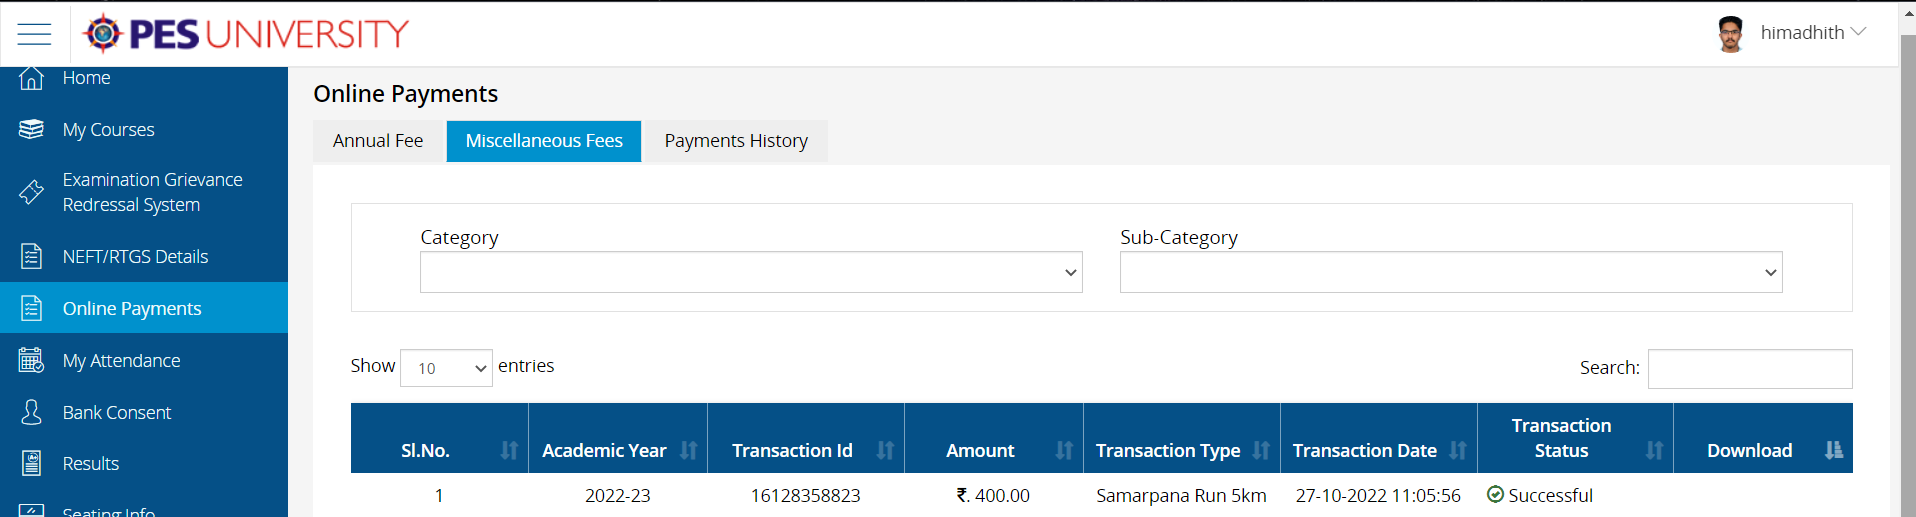 PES UNIVERSITY
himadhith
Home
My Courses
Examination Grievance
Redressal System
NEFT/RTGS Details
Online Payments
My Attendance
Bank Consent
Results
Seating Info
Online Payments
Annual Fee Miscellaneous Fees Payments History
Category Sub-Category
Show 10 entries Search:
Sl.No. Academic Year Transaction Id Amount Transaction Type Transaction Date Transaction Status Download
1 2022-23 16128358823 ₹. 400.00 Samarpana Run 5km 27-10-2022 11:05:56 Successful